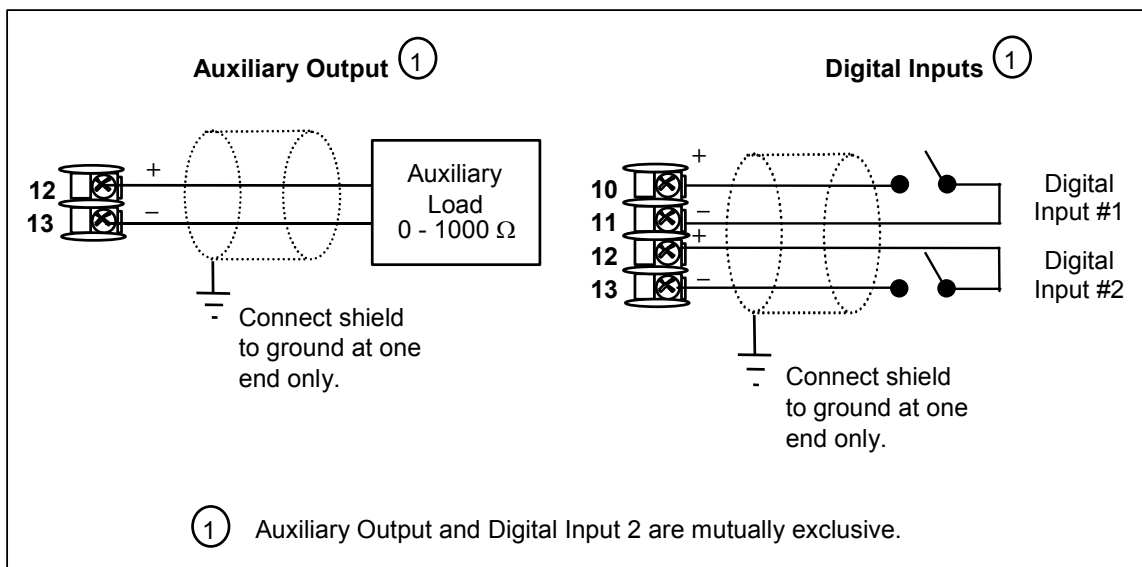 Auxiliary Output 1
12
13
+
–
Auxiliary
Load
0 - 1000 Ω
Connect shield
to ground at one
end only.
Digital Inputs 1
10
11
12
13
+
–
+
–
Digital
Input #1
Digital
Input #2
Connect shield
to ground at one
end only.
1 Auxiliary Output and Digital Input 2 are mutually exclusive.